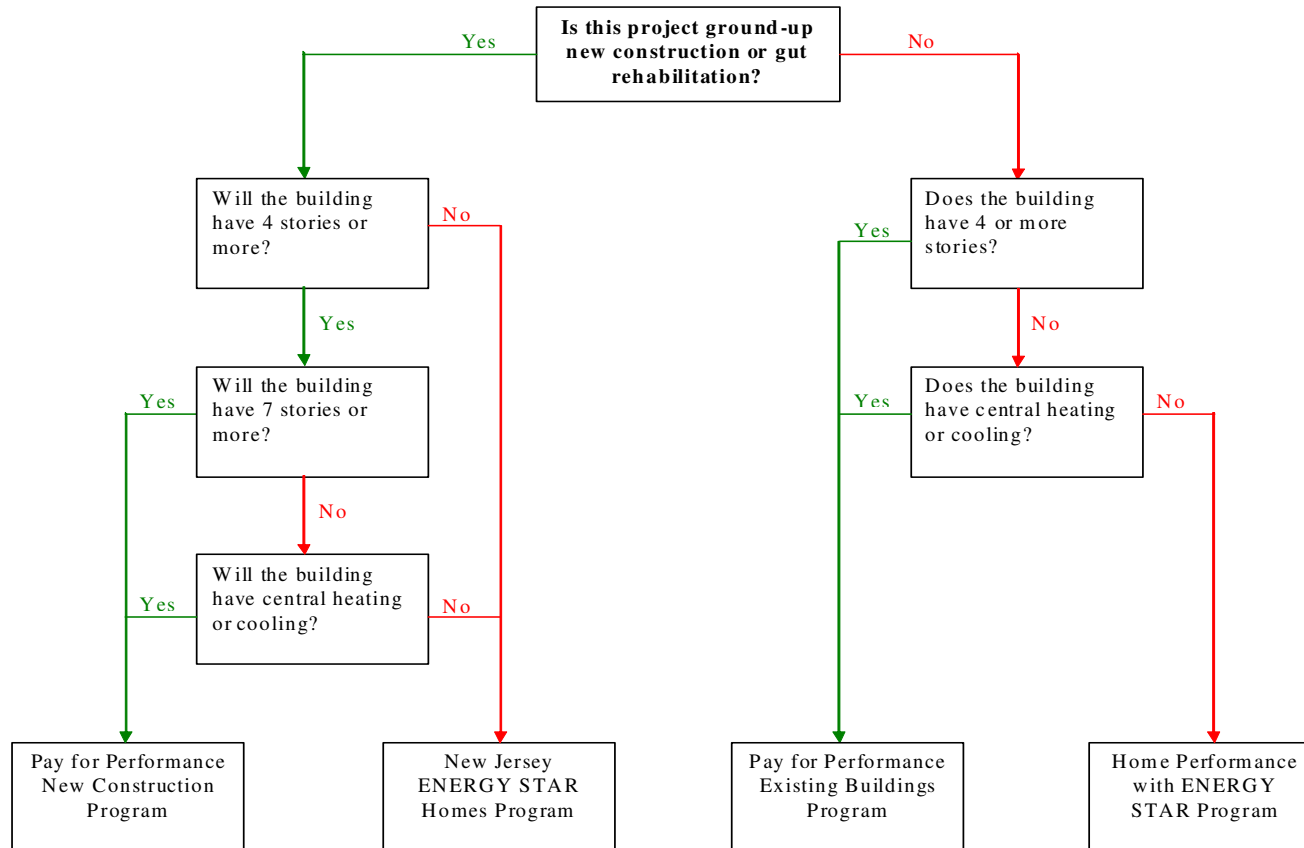 Is this project ground-up
new construction or gut
rehabilitation?
Yes
No
Will the building
have 4 stories or
more?
No
Yes
Does the building
have 4 or more
stories?
Yes
No
Will the building
have 7 stories or
more?
Yes
No
Does the building
have central heating
or cooling?
Yes
No
Will the building
have central heating
or cooling?
Yes
No
Pay for Performance
New Construction
Program
New Jersey
ENERGY STAR
Homes Program
Pay for Performance
Existing Buildings
Program
Home Performance
with ENERGY
STAR Program